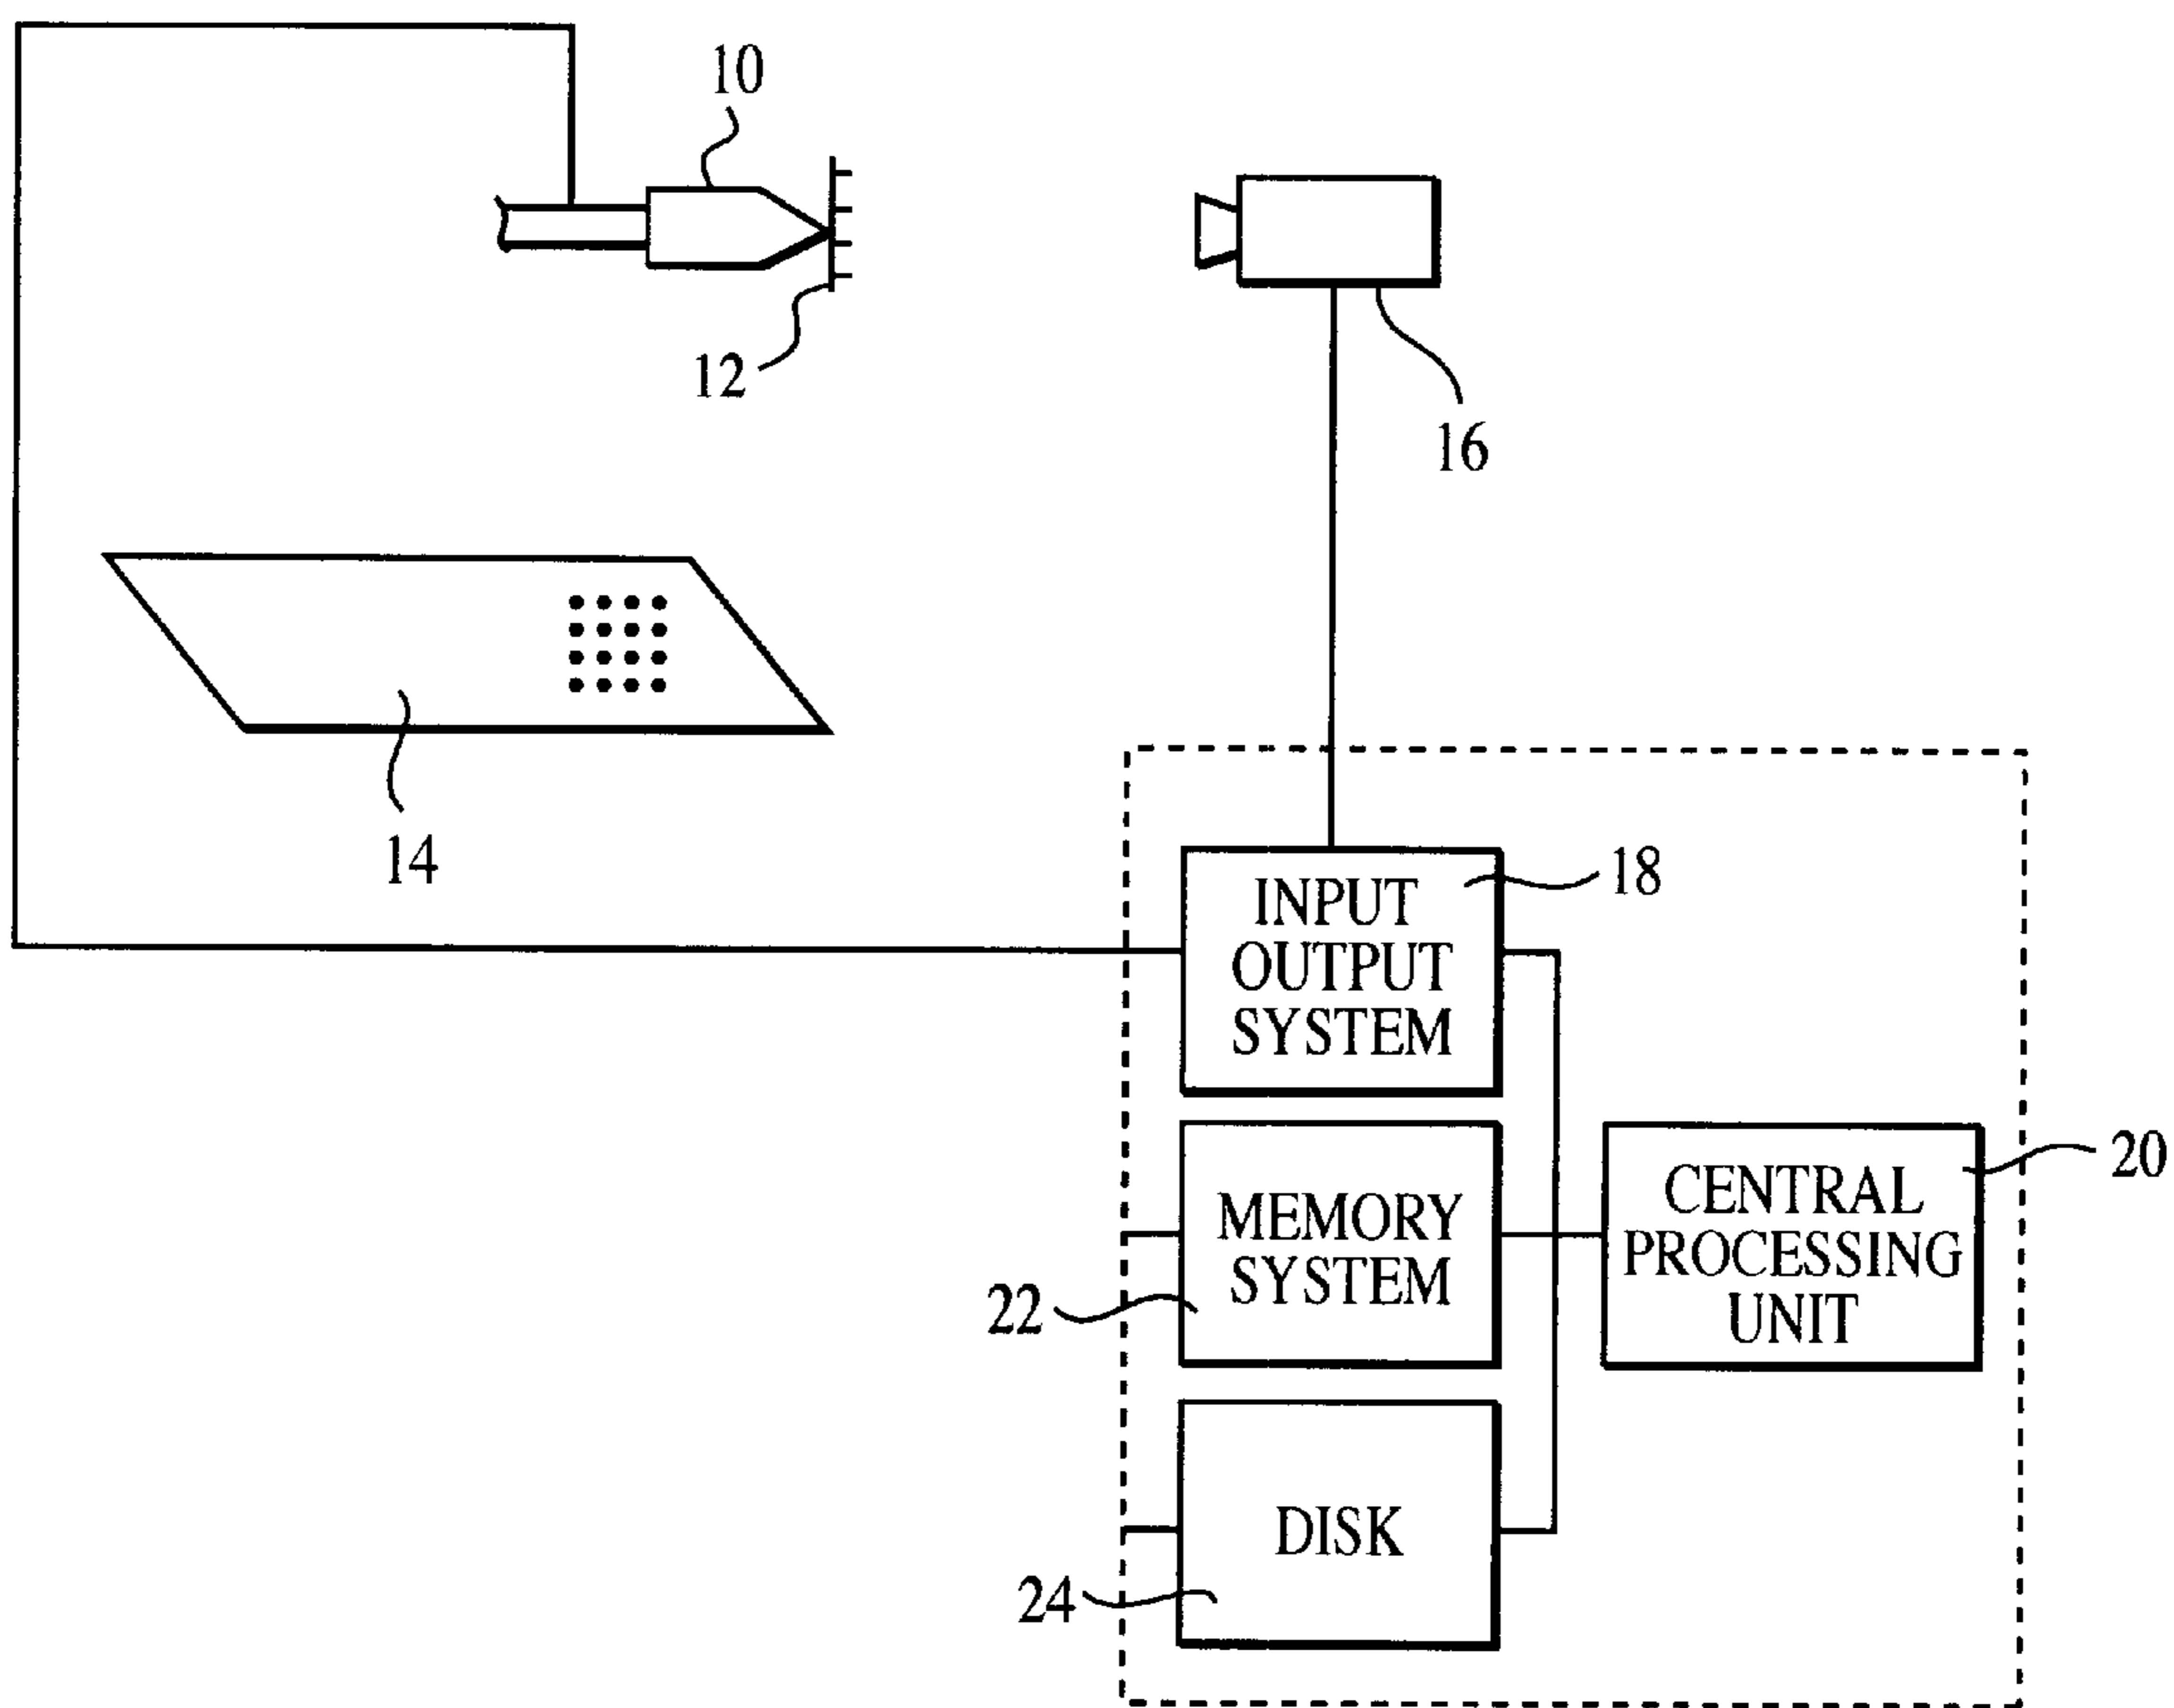 10
12
16
14
INPUT
OUTPUT
SYSTEM
18
MEMORY
SYSTEM
22
CENTRAL
PROCESSING
UNIT
20
DISK
24